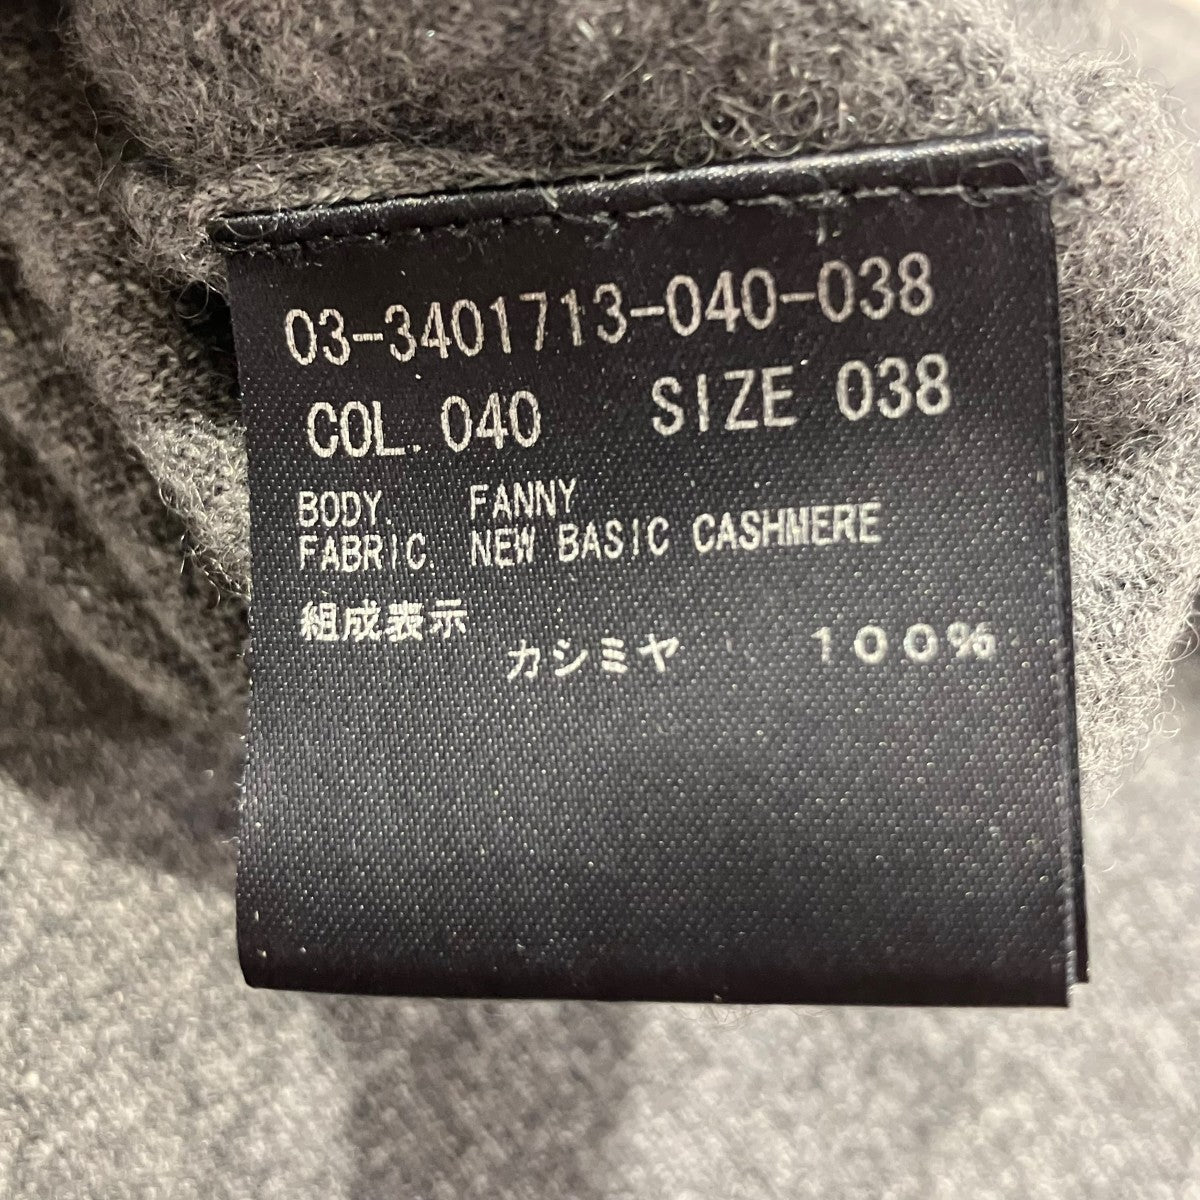 03-3401713-040-038
COL. 040 SIZE 038
BODY. FANNY
FABRIC. NEW BASIC CASHMERE
組成表示
カシミヤ 100%